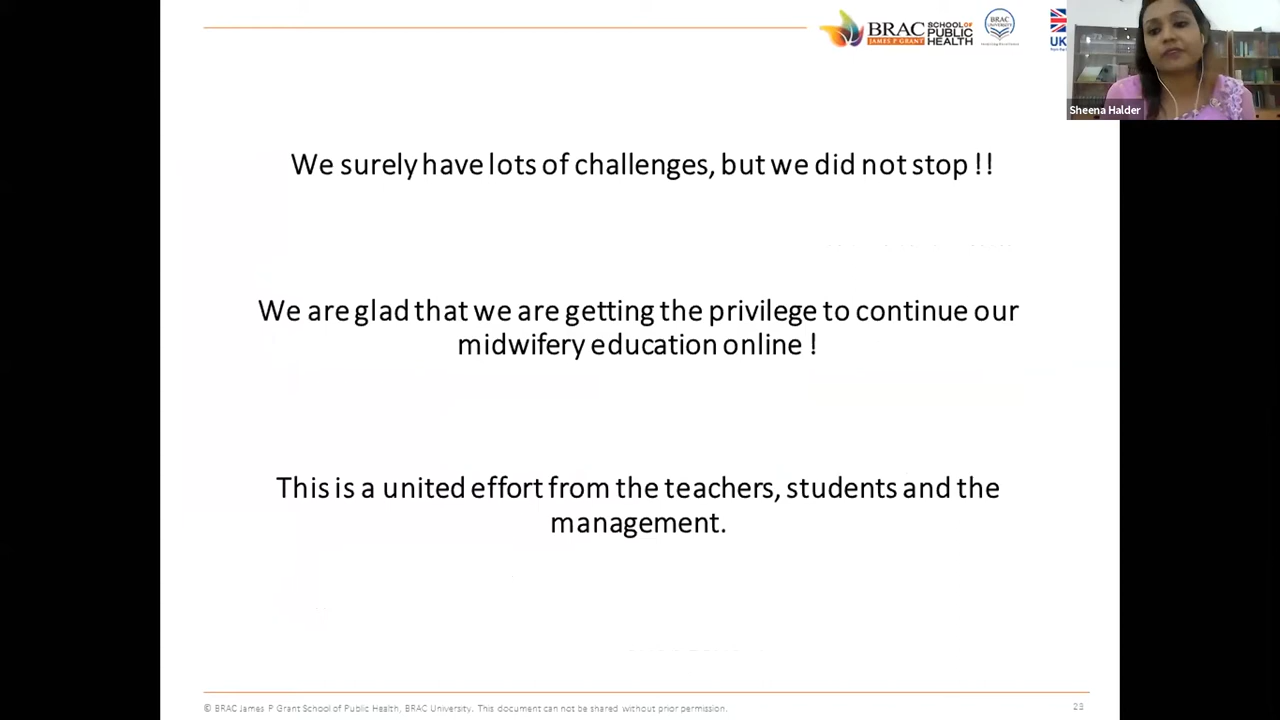 BRAC
JAMES P GRANT
SCHOOL OF
PUBLIC
HEALTH
BRAC
UNIVERSITY
UK
Sheena Halder
We surely have lots of challenges, but we did not stop !!
We are glad that we are getting the privilege to continue our
midwifery education online !
This is a united effort from the teachers, students and the
management.
© BRAC James P Grant School of Public Health, BRAC University. This document can not be shared without prior permission.
23